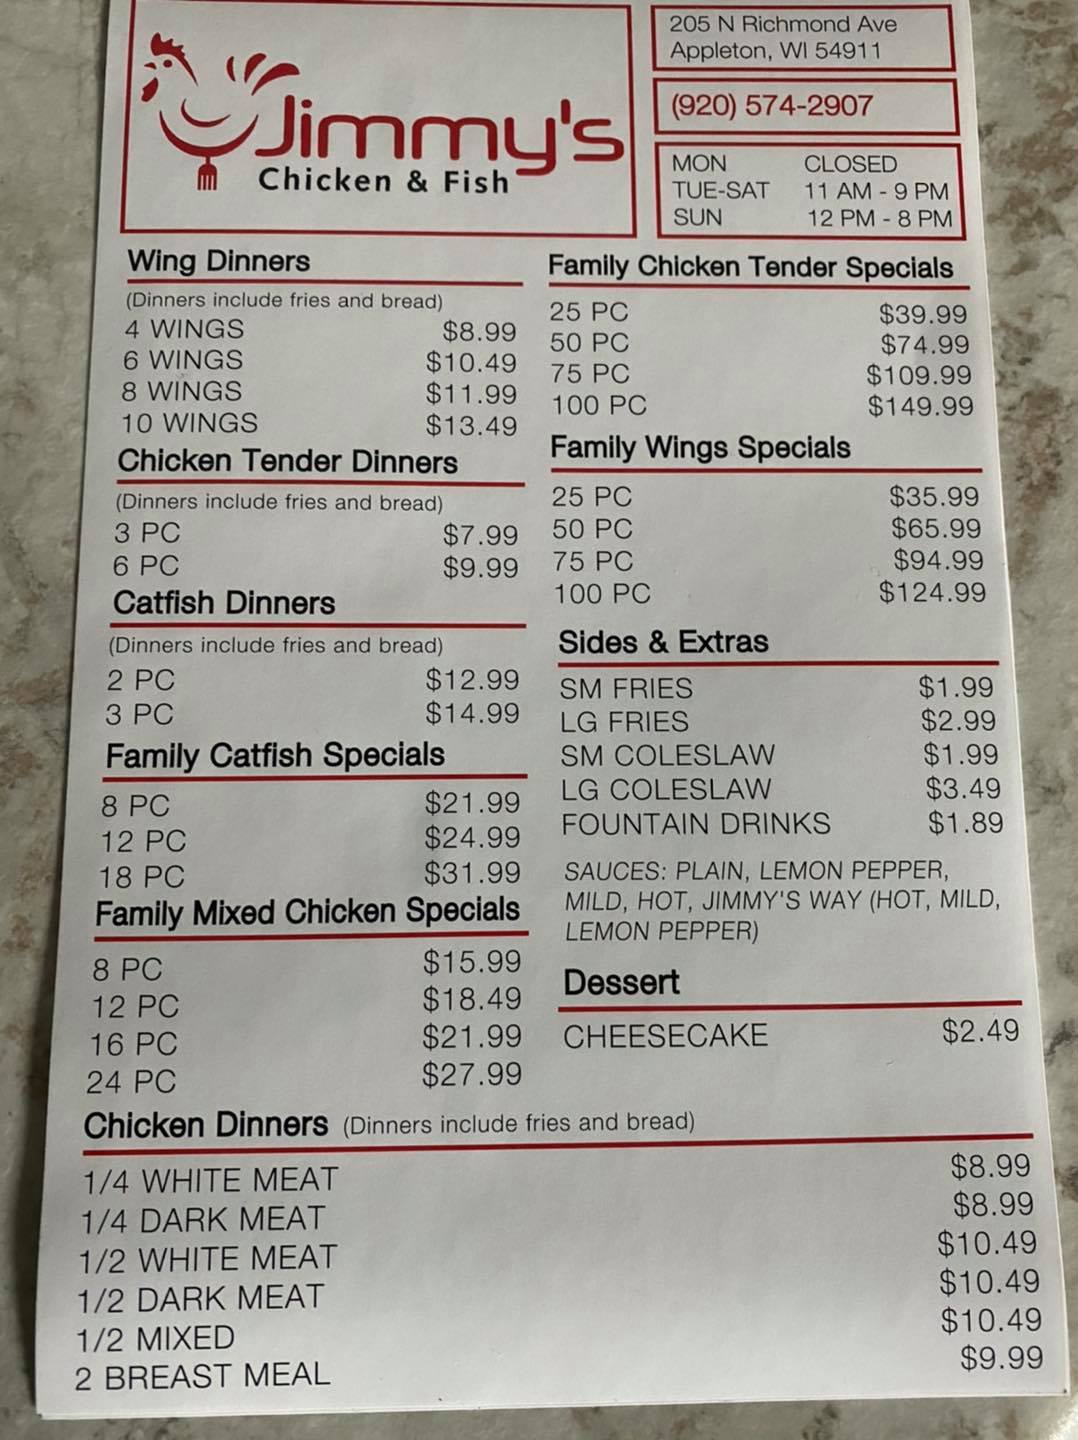 Jimmy's
Chicken & Fish
205 N Richmond Ave
Appleton, WI 54911
(920) 574-2907
MON CLOSED
TUE-SAT 11 AM - 9 PM
SUN 12 PM - 8 PM
Wing Dinners
(Dinners include fries and bread)
4 WINGS $8.99
6 WINGS $10.49
8 WINGS $11.99
10 WINGS $13.49
Chicken Tender Dinners
(Dinners include fries and bread)
3 PC $7.99
6 PC $9.99
Catfish Dinners
(Dinners include fries and bread)
2 PC $12.99
3 PC $14.99
Family Catfish Specials
8 PC $21.99
12 PC $24.99
18 PC $31.99
Family Mixed Chicken Specials
8 PC $15.99
12 PC $18.49
16 PC $21.99
24 PC $27.99
Family Chicken Tender Specials
25 PC $39.99
50 PC $74.99
75 PC $109.99
100 PC $149.99
Family Wings Specials
25 PC $35.99
50 PC $65.99
75 PC $94.99
100 PC $124.99
Sides & Extras
SM FRIES $1.99
LG FRIES $2.99
SM COLESLAW $1.99
LG COLESLAW $3.49
FOUNTAIN DRINKS $1.89
SAUCES: PLAIN, LEMON PEPPER,
MILD, HOT, JIMMY'S WAY (HOT, MILD,
LEMON PEPPER)
Dessert
CHEESECAKE $2.49
Chicken Dinners (Dinners include fries and bread)
1/4 WHITE MEAT $8.99
1/4 DARK MEAT $8.99
1/2 WHITE MEAT $10.49
1/2 DARK MEAT $10.49
1/2 MIXED $10.49
2 BREAST MEAL $9.99